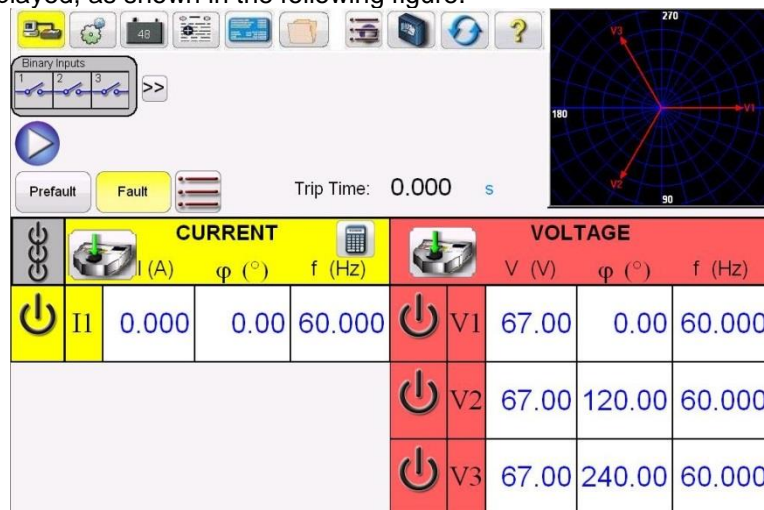 layed, as shown in the following figure.
48
?
270
V3
180
V1
V2
90
Binary Inputs
1 2 3
>>
Prefault Fault Trip Time: 0.000 s
CURRENT VOLTAGE
I (A) φ (°) f (Hz) V (V) φ (°) f (Hz)
I1 0.000 0.00 60.000 V1 67.00 0.00 60.000
V2 67.00 120.00 60.000
V3 67.00 240.00 60.000